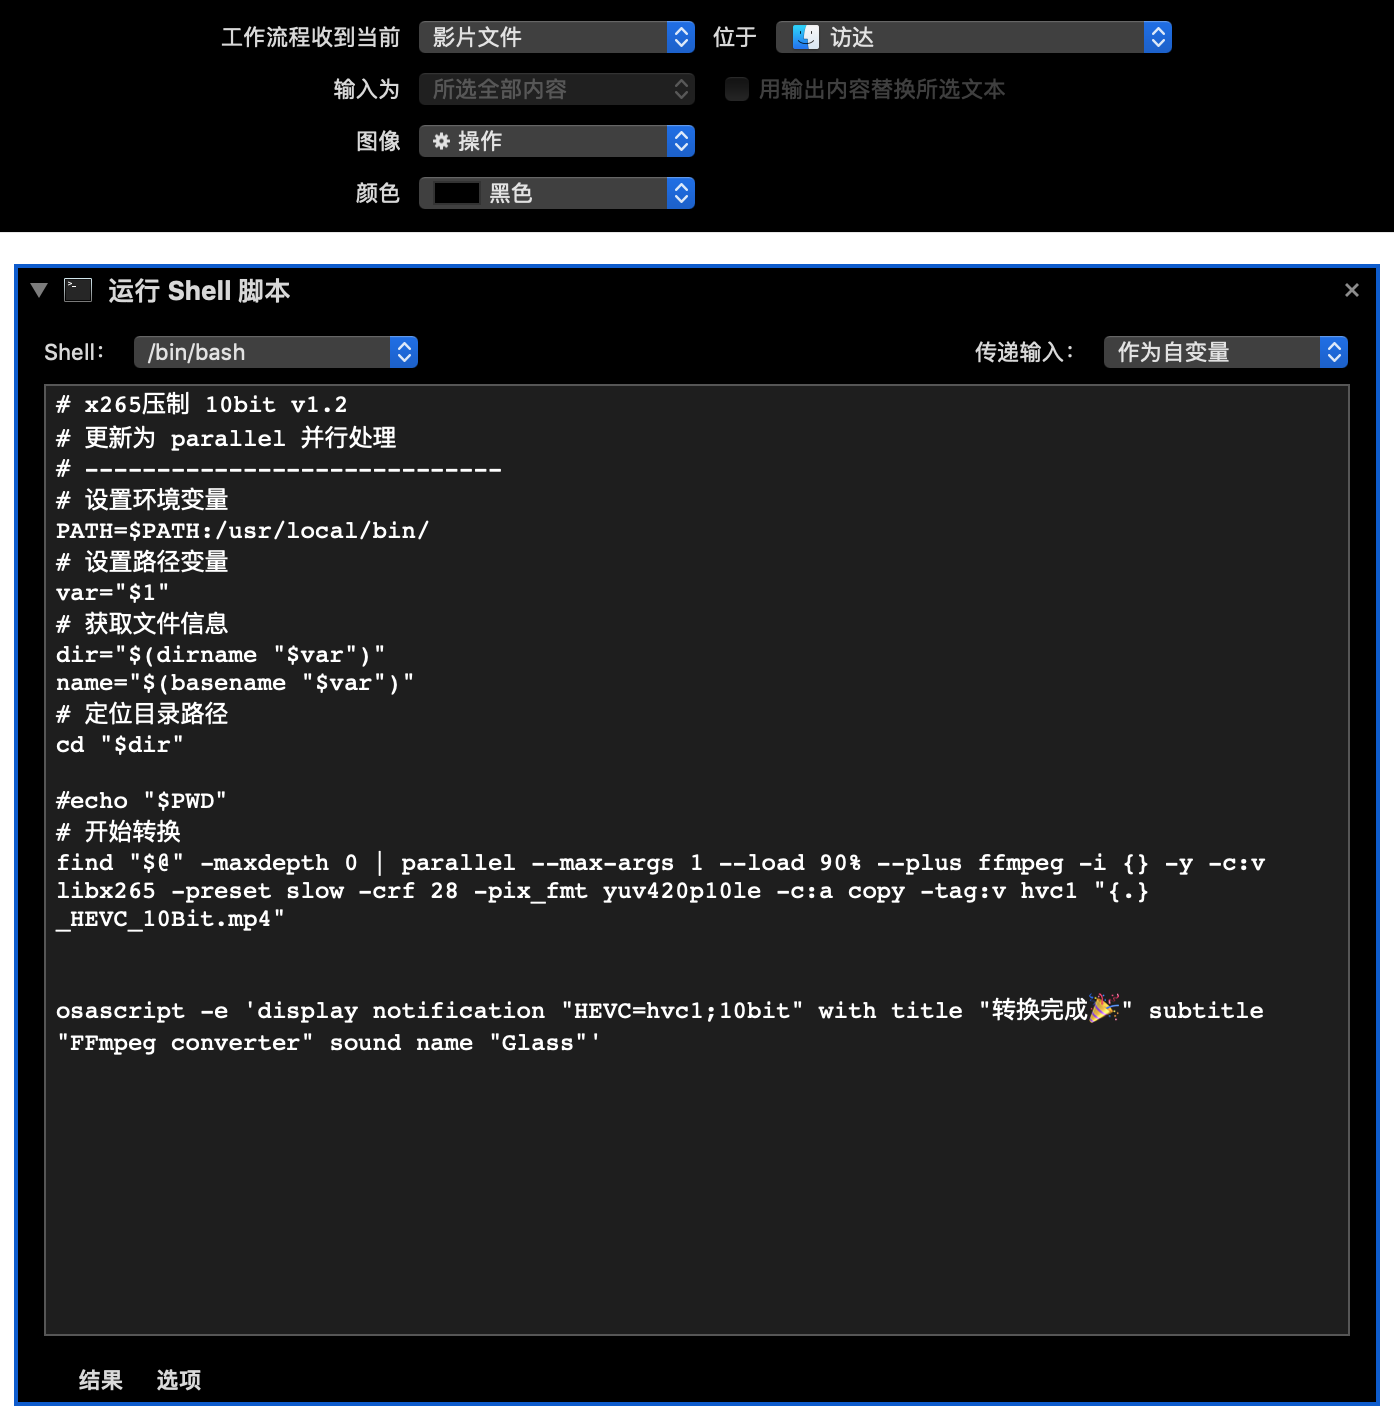 工作流程收到当前 影片文件 位于 访达
输入为 所选全部内容 用输出内容替换所选文本
图像 操作
颜色 黑色
运行 Shell 脚本
Shell: /bin/bash 传递输入: 作为自变量
# x265压制 10bit v1.2
# 更新为 parallel 并行处理
# -----------------------------
# 设置环境变量
PATH=$PATH:/usr/local/bin/
# 设置路径变量
var="$1"
# 获取文件信息
dir="$(dirname "$var")"
name="$(basename "$var")"
# 定位目录路径
cd "$dir"
#echo "$PWD"
# 开始转换
find "$@" -maxdepth 0 | parallel --max-args 1 --load 90% --plus ffmpeg -i {} -y -c:v
libx265 -preset slow -crf 28 -pix_fmt yuv420p10le -c:a copy -tag:v hvc1 "{.}
_HEVC_10Bit.mp4"
osascript -e 'display notification "HEVC=hvc1;10bit" with title "转换完成🎉" subtitle
"FFmpeg converter" sound name "Glass"'
结果 选项